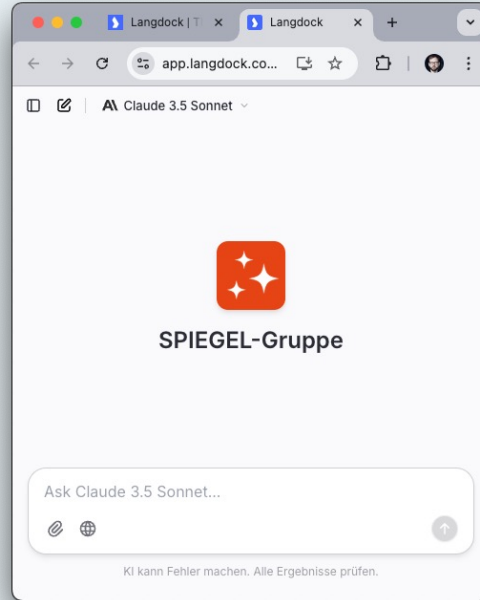 Langdock | T
Langdock
app.langdock.co...
A\ Claude 3.5 Sonnet
SPIEGEL-Gruppe
Ask Claude 3.5 Sonnet...
KI kann Fehler machen. Alle Ergebnisse prüfen.